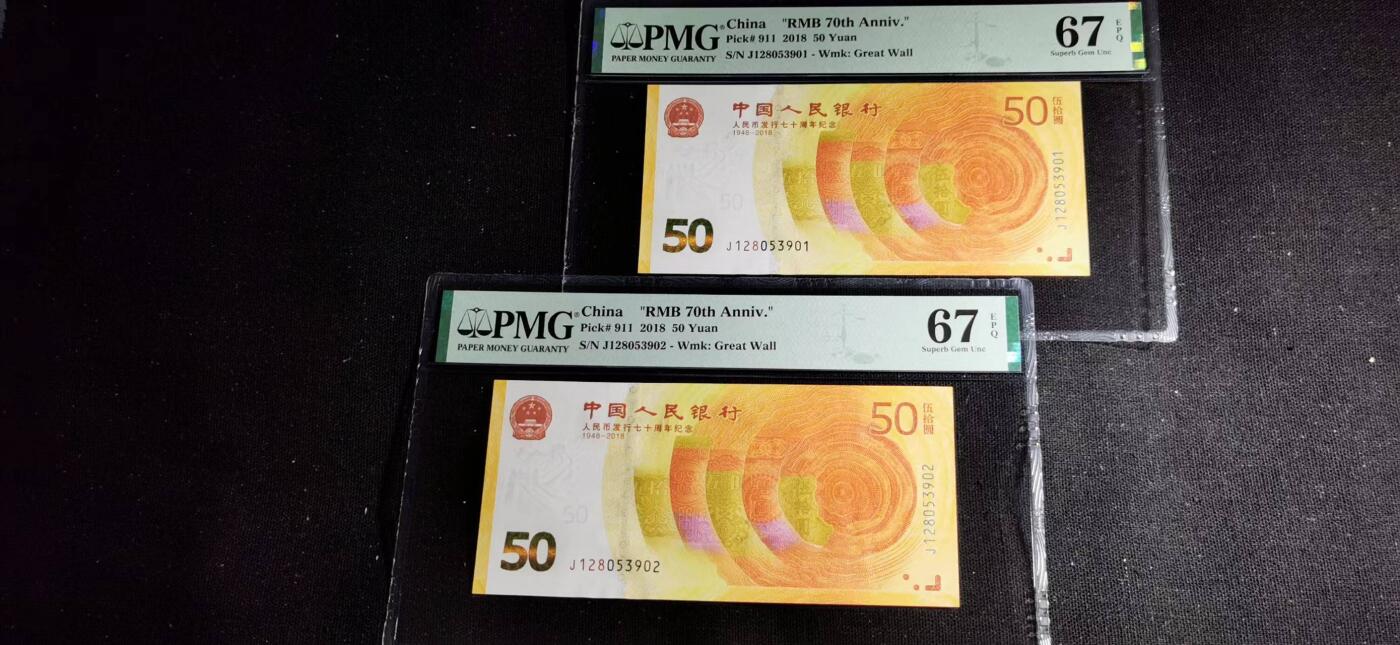 PMG® China "RMB 70th Anniv."
PAPER MONEY GUARANTY
Pick# 911 2018 50 Yuan
S/N J128053901 - Wmk: Great Wall
67 EPQ
Superb Gem Unc
中国人民银行
人民币发行七十周年纪念
1948-2018
50 伍拾圆
50
50
J128053901
J128053901
PMG® China "RMB 70th Anniv."
PAPER MONEY GUARANTY
Pick# 911 2018 50 Yuan
S/N J128053902 - Wmk: Great Wall
67 EPQ
Superb Gem Unc
中国人民银行
人民币发行七十周年纪念
1948-2018
50 伍拾圆
50
50
J128053902
J128053902